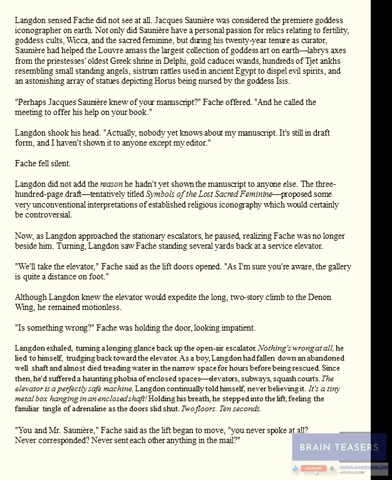 Langdon sensed Fache did not see at all. Jacques Saunière was considered the premiere goddess
iconographer on earth. Not only did Saunière have a personal passion for relics relating to fertility,
goddess cults, Wicca, and the sacred feminine, but during his twenty-year tenure as curator,
Saunière had helped the Louvre amass the largest collection of goddess art on earth—labrys axes
from the priestesses' oldest Greek shrine in Delphi, gold caducei wands, hundreds of Tjet ankhs
resembling small standing angels, sistrum rattles used in ancient Egypt to dispel evil spirits, and
an astonishing array of statues depicting Horus being nursed by the goddess Isis.
"Perhaps Jacques Saunière knew of your manuscript?" Fache offered. "And he called the
meeting to offer his help on your book."
Langdon shook his head. "Actually, nobody yet knows about my manuscript. It's still in draft
form, and I haven't shown it to anyone except my editor."
Fache fell silent.
Langdon did not add the reason he hadn't yet shown the manuscript to anyone else. The three-
hundred-page draft—tentatively titled Symbols of the Lost Sacred Feminine—proposed some
very unconventional interpretations of established religious iconography which would certainly
be controversial.
Now, as Langdon approached the stationary escalators, he paused, realizing Fache was no longer
beside him. Turning, Langdon saw Fache standing several yards back at a service elevator.
"We'll take the elevator," Fache said as the lift doors opened. "As I'm sure you're aware, the gallery
is quite a distance on foot."
Although Langdon knew the elevator would expedite the long, two-story climb to the Denon
Wing, he remained motionless.
"Is something wrong?" Fache was holding the door, looking impatient.
Langdon exhaled, turning a longing glance back up the open-air escalator. Nothing's wrong at all, he
lied to himself, trudging back toward the elevator. As a boy, Langdon had fallen down an abandoned
well shaft and almost died treading water in the narrow space for hours before being rescued. Since
then, he'd suffered a haunting phobia of enclosed spaces—elevators, subways, squash courts. The
elevator is a perfectly safe machine, Langdon continually told himself, never believing it. It's a tiny
metal box hanging in an enclosed shaft! Holding his breath, he stepped into the lift, feeling the
familiar tingle of adrenaline as the doors slid shut. Two floors. Ten seconds.
"You and Mr. Saunière," Fache said as the lift began to move, "you never spoke at all?
Never corresponded? Never sent each other anything in the mail?"
BRAIN TEASERS